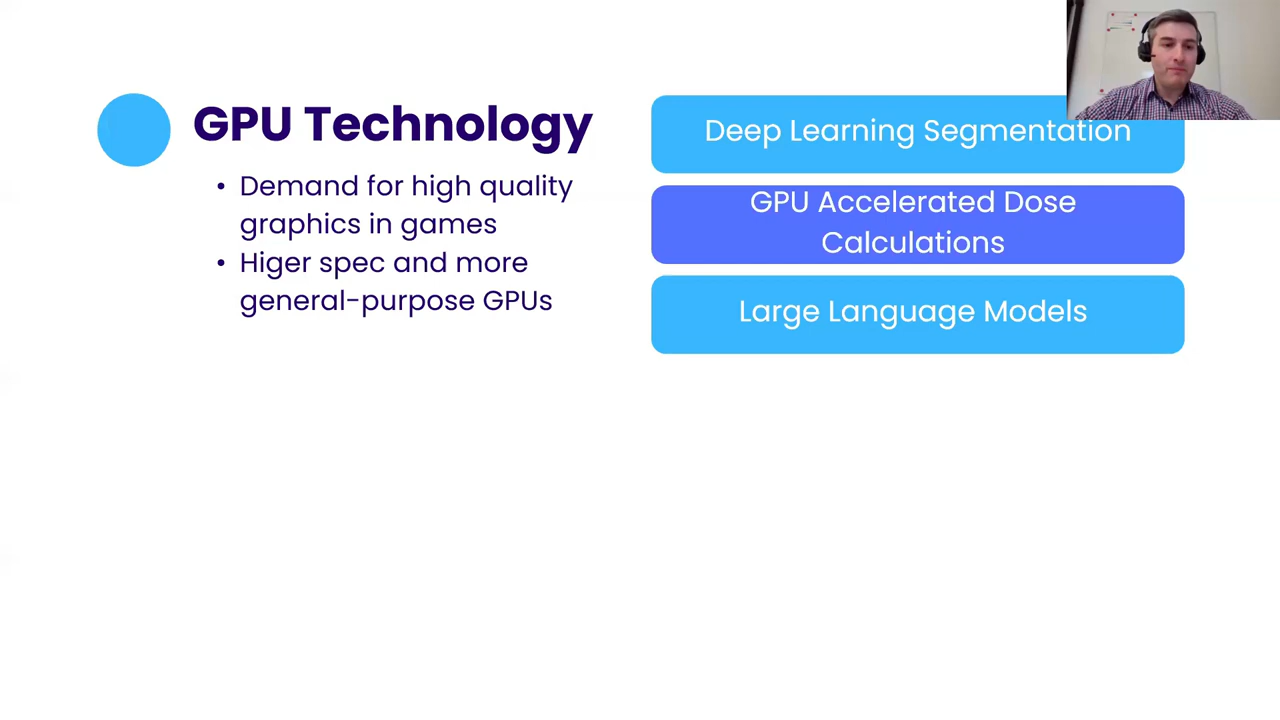 GPU Technology
• Demand for high quality
graphics in games
• Higer spec and more
general-purpose GPUs
Deep Learning Segmentation
GPU Accelerated Dose
Calculations
Large Language Models